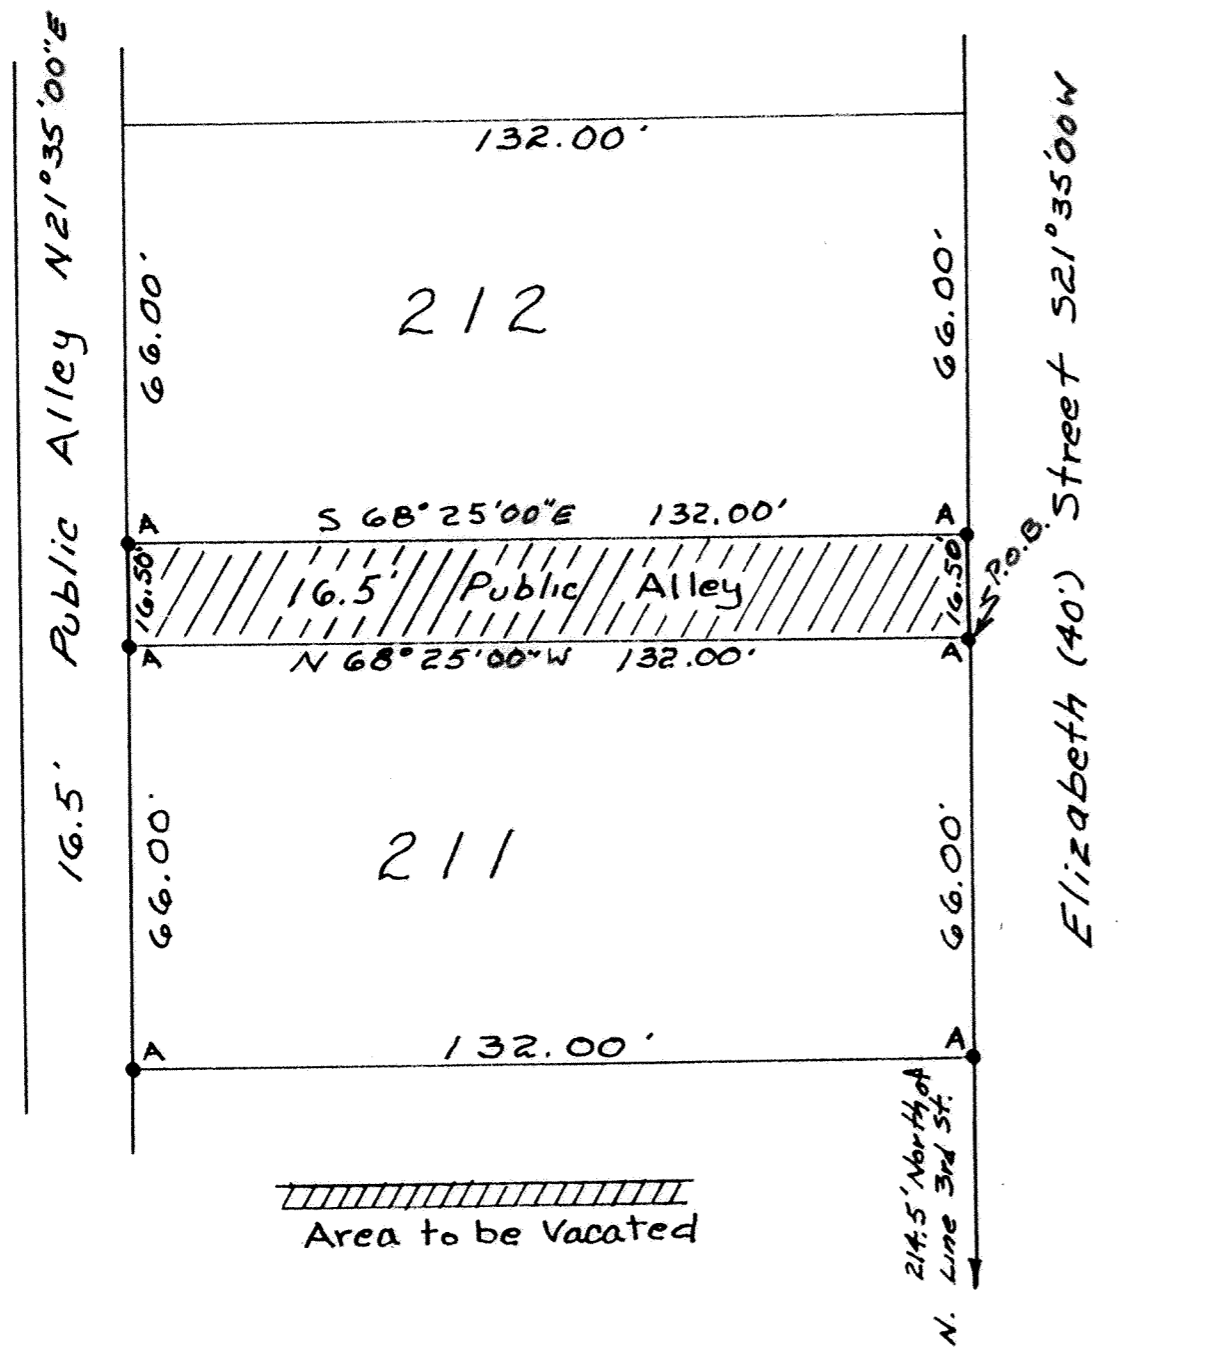 16.5' Public Alley N21°35'00"E
132.00'
66.00'
212
66.00'
Elizabeth (40') Street S21°35'00W
S 68°25'00"E 132.00'
A
A
16.50'
16.5' Public Alley
16.50'
P.O.B.
A
A
N 68°25'00"W 132.00'
66.00'
211
66.00'
A
132.00'
A
214.5' North of
N. Line 3rd St.
Area to be Vacated